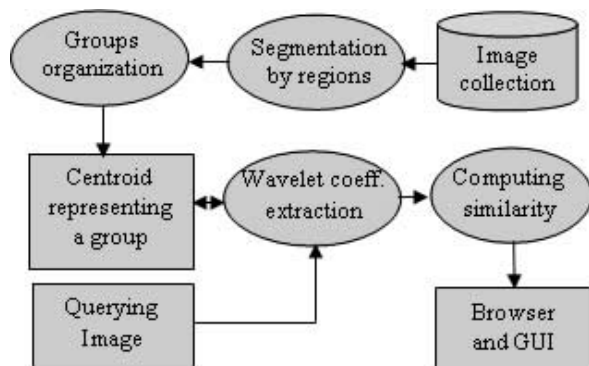 Groups
organization
Segmentation
by regions
Image
collection
Centroid
representing
a group
Wavelet coeff.
extraction
Computing
similarity
Querying
Image
Browser
and GUI